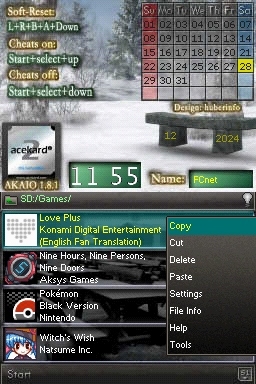 Soft-Reset:
L+R+B+A+Down
Cheats on:
Start+select+up
Cheats off:
Start+select+down
Su Mo Tu We Th Fr Sa
01 02 03 04 05 06 07
08 09 10 11 12 13 14
15 16 17 18 19 20 21
22 23 24 25 26 27 28
29 30 31
Design: huberinfo
12 2024
acekard 2
AKAIO 1.8.1
11 55
Name: FCnet
SD:/Games/
Love Plus
Konami Digital Entertainment
(English Fan Translation)
Nine Hours, Nine Persons,
Nine Doors
Aksys Games
Pokémon
Black Version
Nintendo
Witch's Wish
Natsume Inc.
Copy
Cut
Delete
Paste
Settings
File Info
Help
Tools
Start